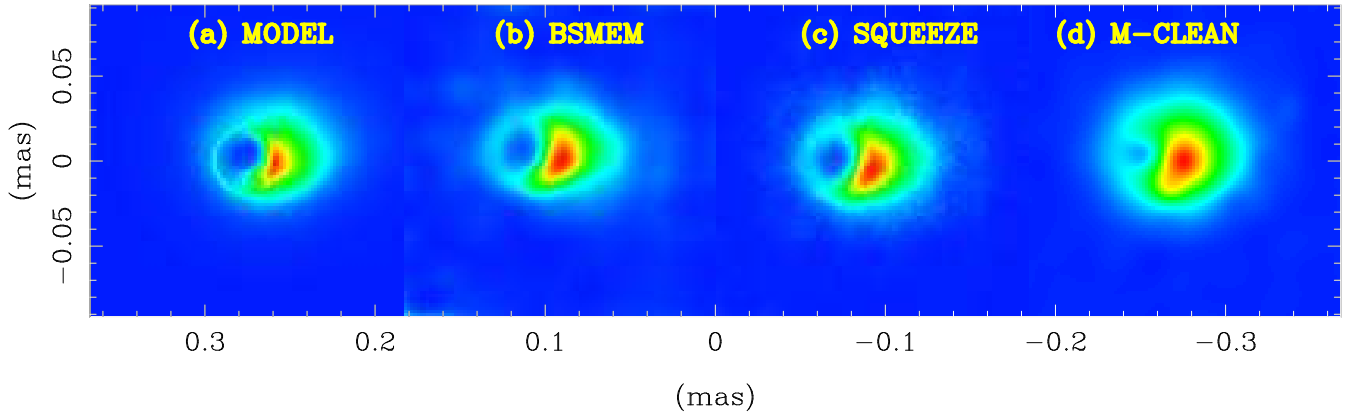 (a) MODEL (b) BSMEM (c) SQUEEZE (d) M-CLEAN
0.05
0
−0.05
(mas)
0.3 0.2 0.1 0 −0.1 −0.2 −0.3
(mas)